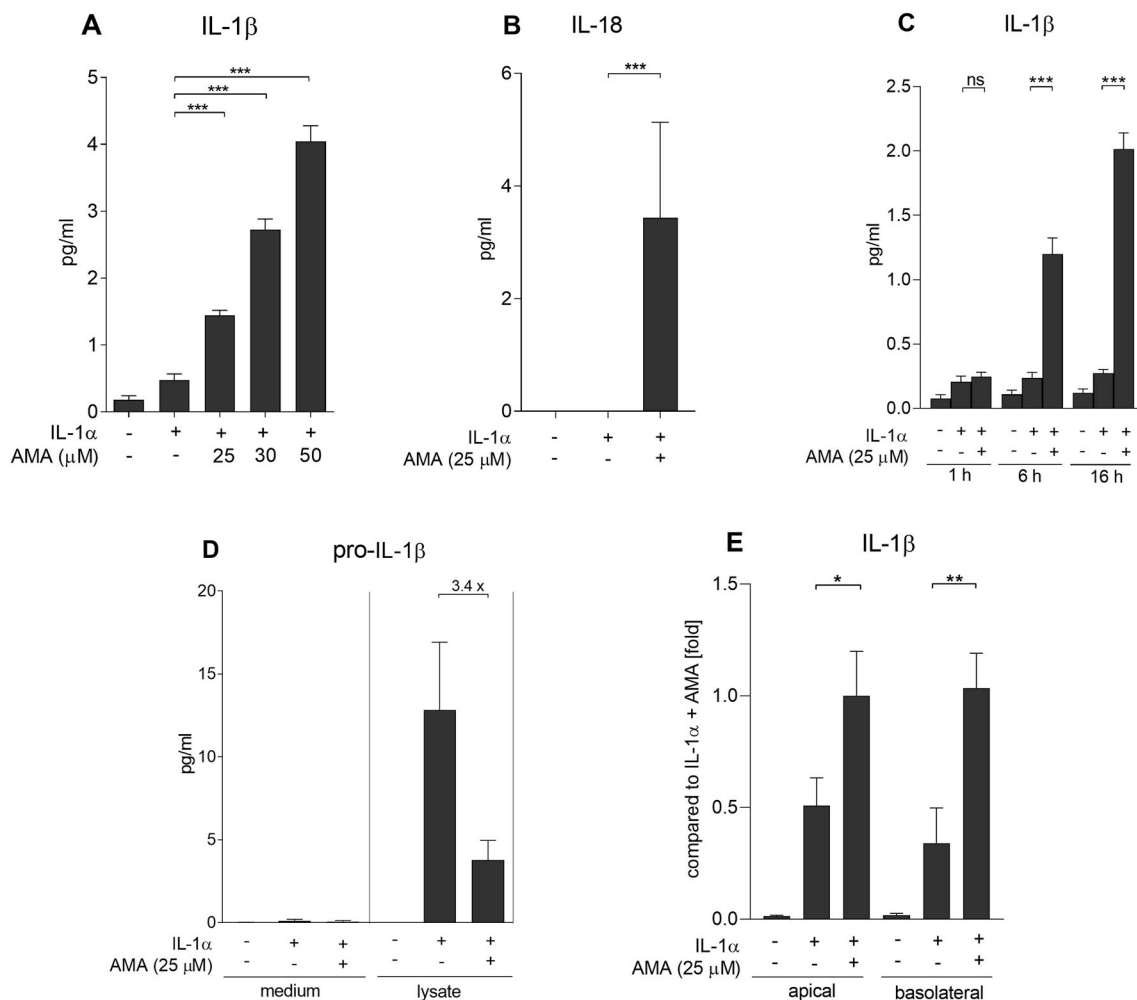 A IL-1β
pg/ml
5
4
3
2
1
0
***
***
***
IL-1α - + + + +
AMA (μM) - - 25 30 50
B IL-18
pg/ml
6
4
2
0
***
IL-1α - + +
AMA (25 μM) - - +
C IL-1β
pg/ml
2.5
2.0
1.5
1.0
0.5
0.0
ns *** ***
IL-1α - + + - + + - + +
AMA (25 μM) - - + - - + - - +
1 h 6 h 16 h
D pro-IL-1β
pg/ml
20
15
10
5
0
3.4 x
IL-1α - + + - + +
AMA (25 μM) - - + - - +
medium lysate
E IL-1β
compared to IL-1α + AMA [fold]
1.5
1.0
0.5
0.0
* **
IL-1α - + + - + +
AMA (25 μM) - - + - - +
apical basolateral